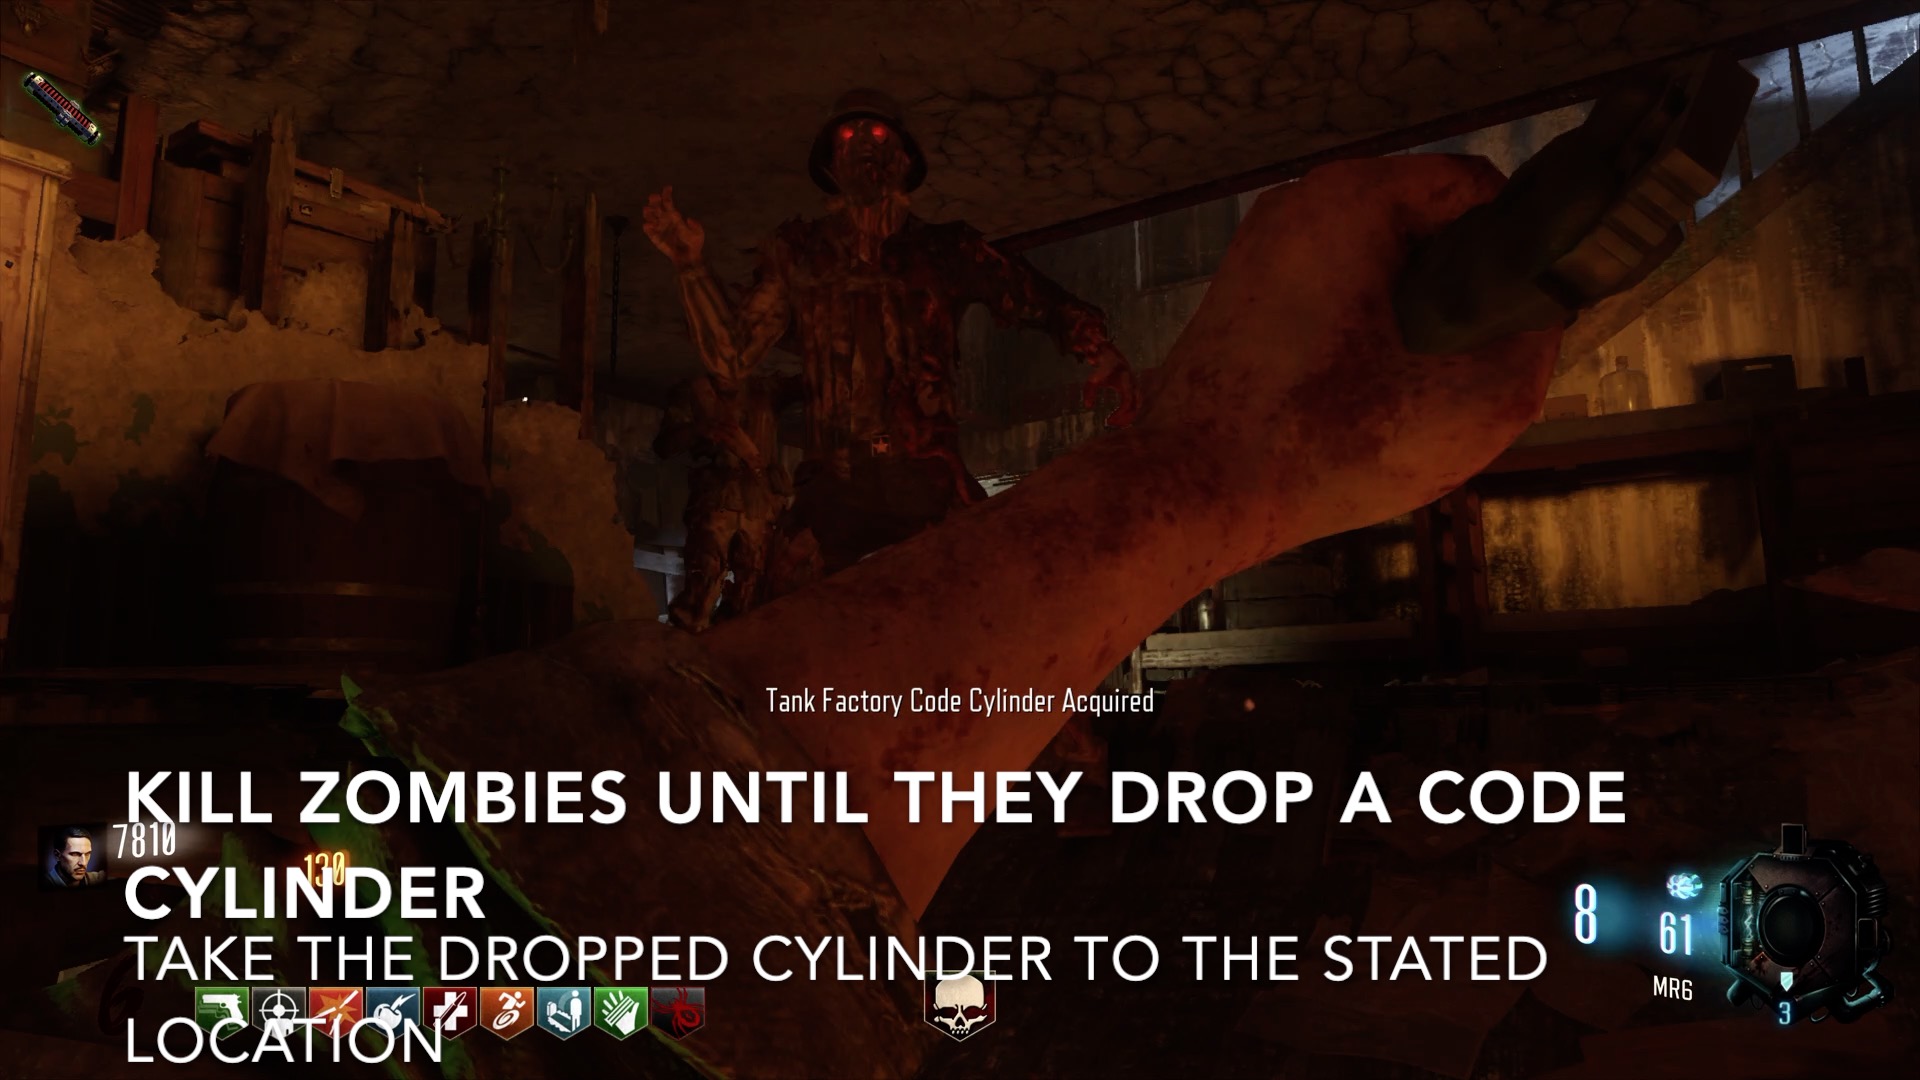 Tank Factory Code Cylinder Acquired
KILL ZOMBIES UNTIL THEY DROP A CODE
7810
130
CYLINDER
TAKE THE DROPPED CYLINDER TO THE STATED
LOCATION
8
61
MR6
3